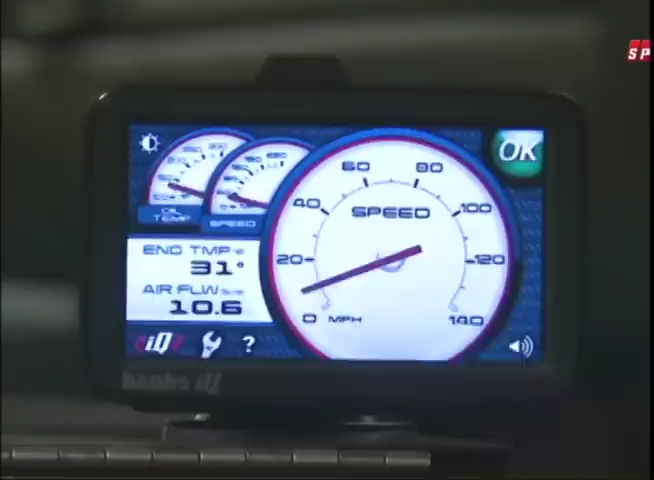 SP
OK
OIL TEMP
SPEED
60 80
40 100
SPEED
20 120
0 MPH 140
ENG TMP
31°
AIR FLW
10.6
iQ
?
banks iQ